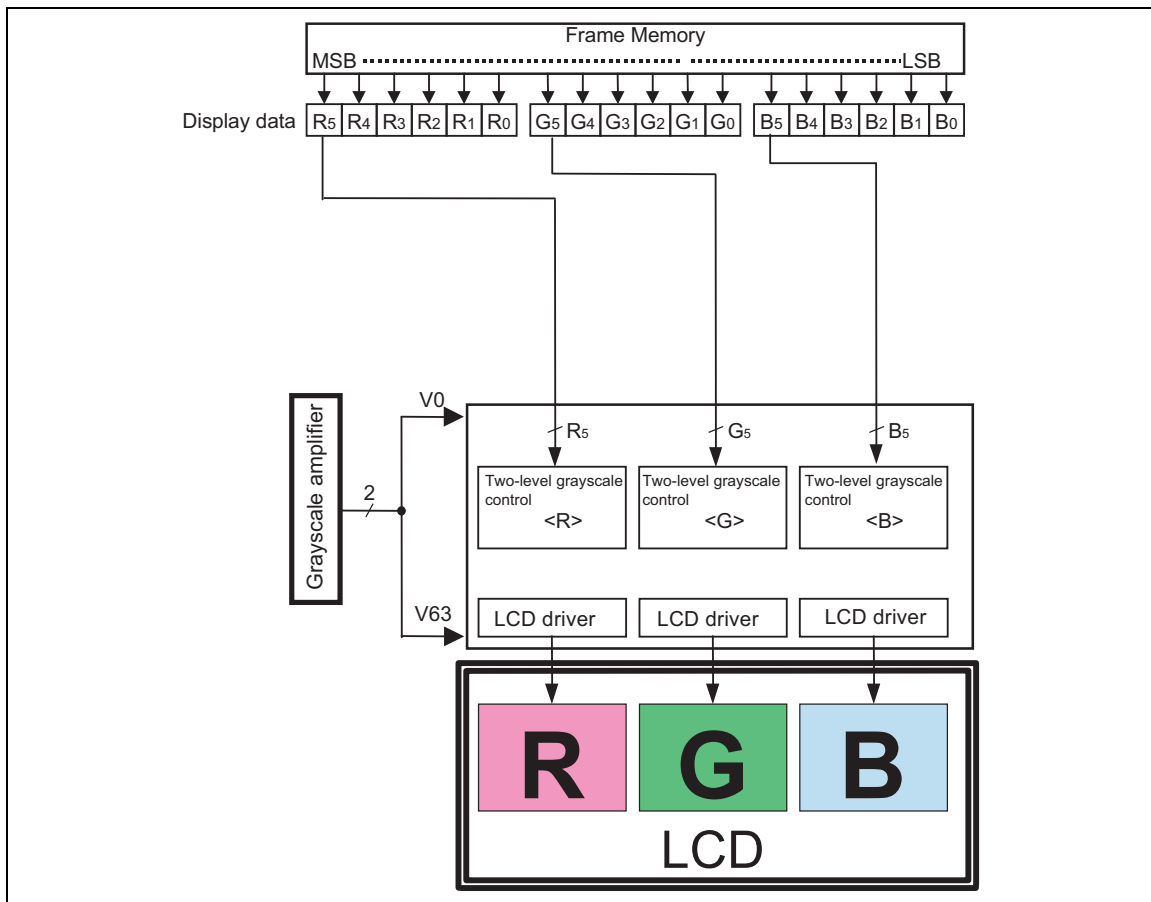 Frame Memory
MSB LSB
Display data R5 R4 R3 R2 R1 R0 G5 G4 G3 G2 G1 G0 B5 B4 B3 B2 B1 B0
Grayscale amplifier
2
V0
V63
R5 G5 B5
Two-level grayscale control <R>
Two-level grayscale control <G>
Two-level grayscale control <B>
LCD driver LCD driver LCD driver
R G B
LCD